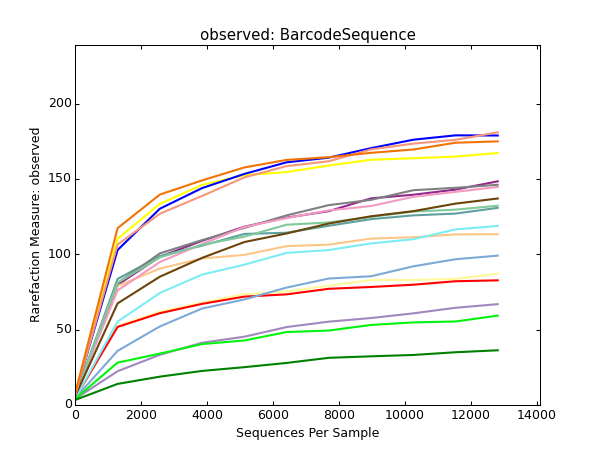 observed: BarcodeSequence
Rarefaction Measure: observed
200
150
100
50
0
0 2000 4000 6000 8000 10000 12000 14000
Sequences Per Sample